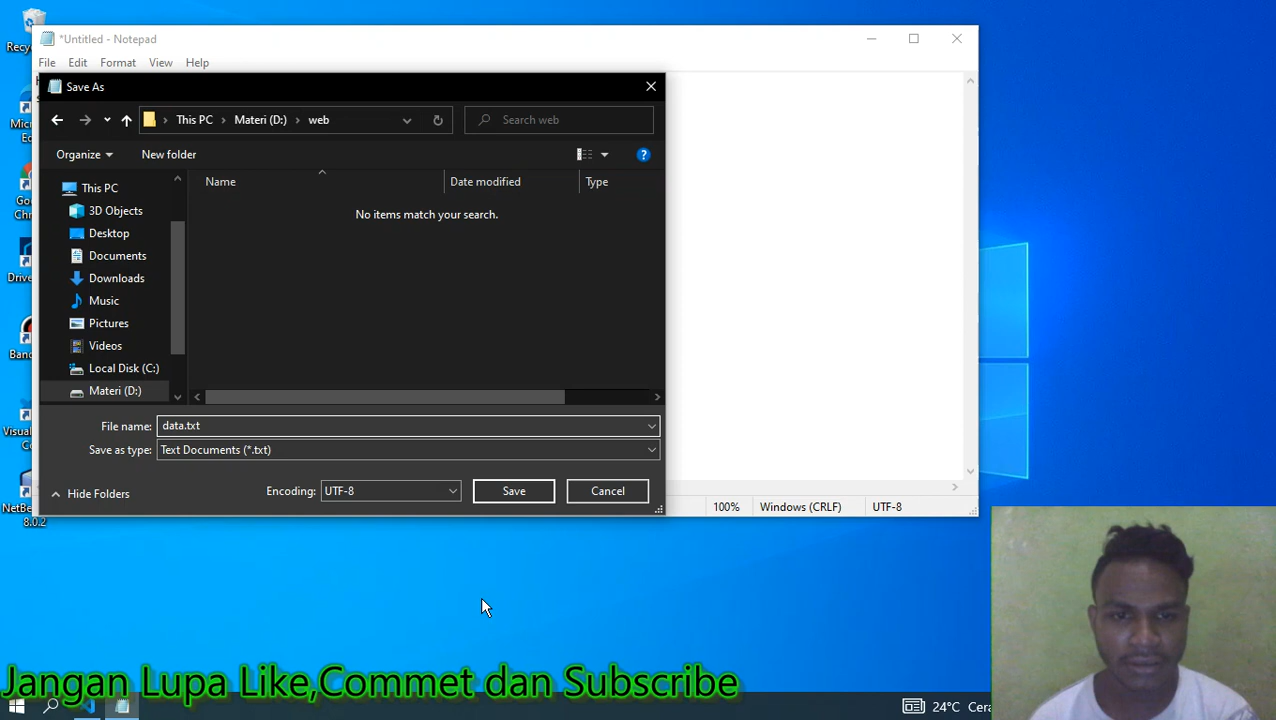 *Untitled - Notepad
File Edit Format View Help
Save As
This PC > Materi (D:) > web
Search web
Organize New folder
Name Date modified Type
No items match your search.
This PC
3D Objects
Desktop
Documents
Downloads
Music
Pictures
Videos
Local Disk (C:)
Materi (D:)
File name: data.txt
Save as type: Text Documents (*.txt)
Hide Folders Encoding: UTF-8 Save Cancel
100% Windows (CRLF) UTF-8
8.0.2
Jangan Lupa Like,Commet dan Subscribe
24°C